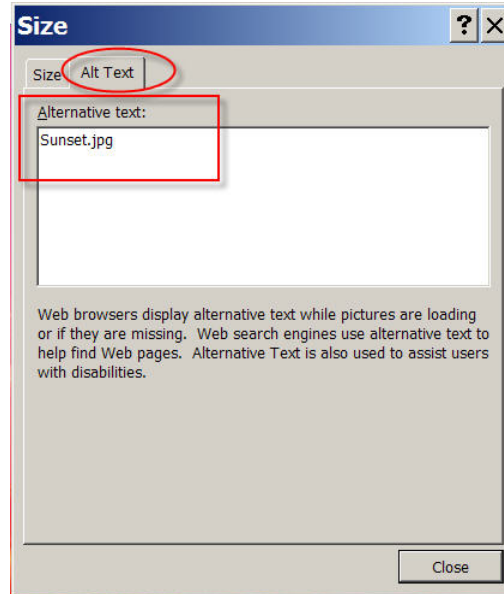 Size
Size Alt Text
Alternative text:
Sunset.jpg
Web browsers display alternative text while pictures are loading
or if they are missing. Web search engines use alternative text to
help find Web pages. Alternative Text is also used to assist users
with disabilities.
Close